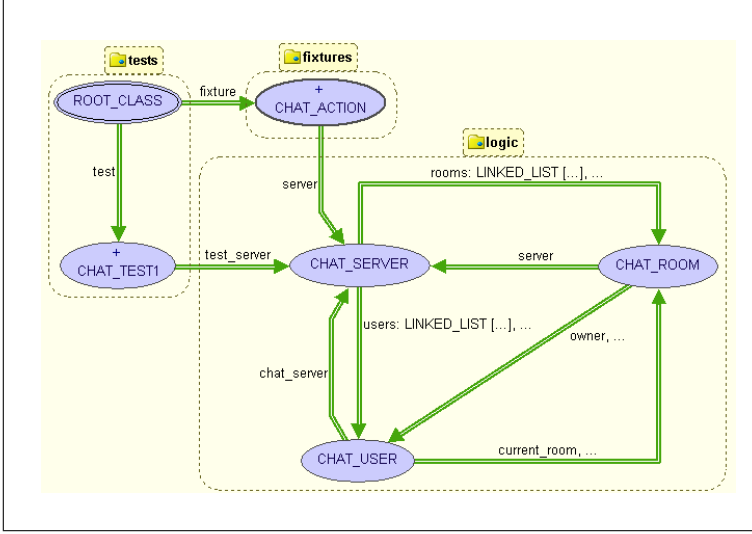 tests
fixtures
ROOT_CLASS
fixture
+
CHAT_ACTION
logic
test
server
rooms: LINKED_LIST [...], ...
+
CHAT_TEST1
test_server
CHAT_SERVER
server
CHAT_ROOM
users: LINKED_LIST [...], ...
owner, ...
chat_server
CHAT_USER
current_room, ...